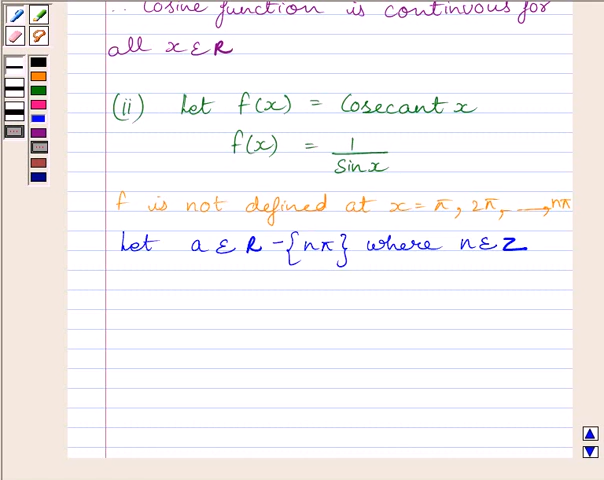 ∴ Cosine function is continuous for
all x ε R
(ii) Let f(x) = Cosecant x
f(x) = 1/Sin x
f is not defined at x = π, 2π, ...., nπ
Let a ε R - {nπ} where n ε Z